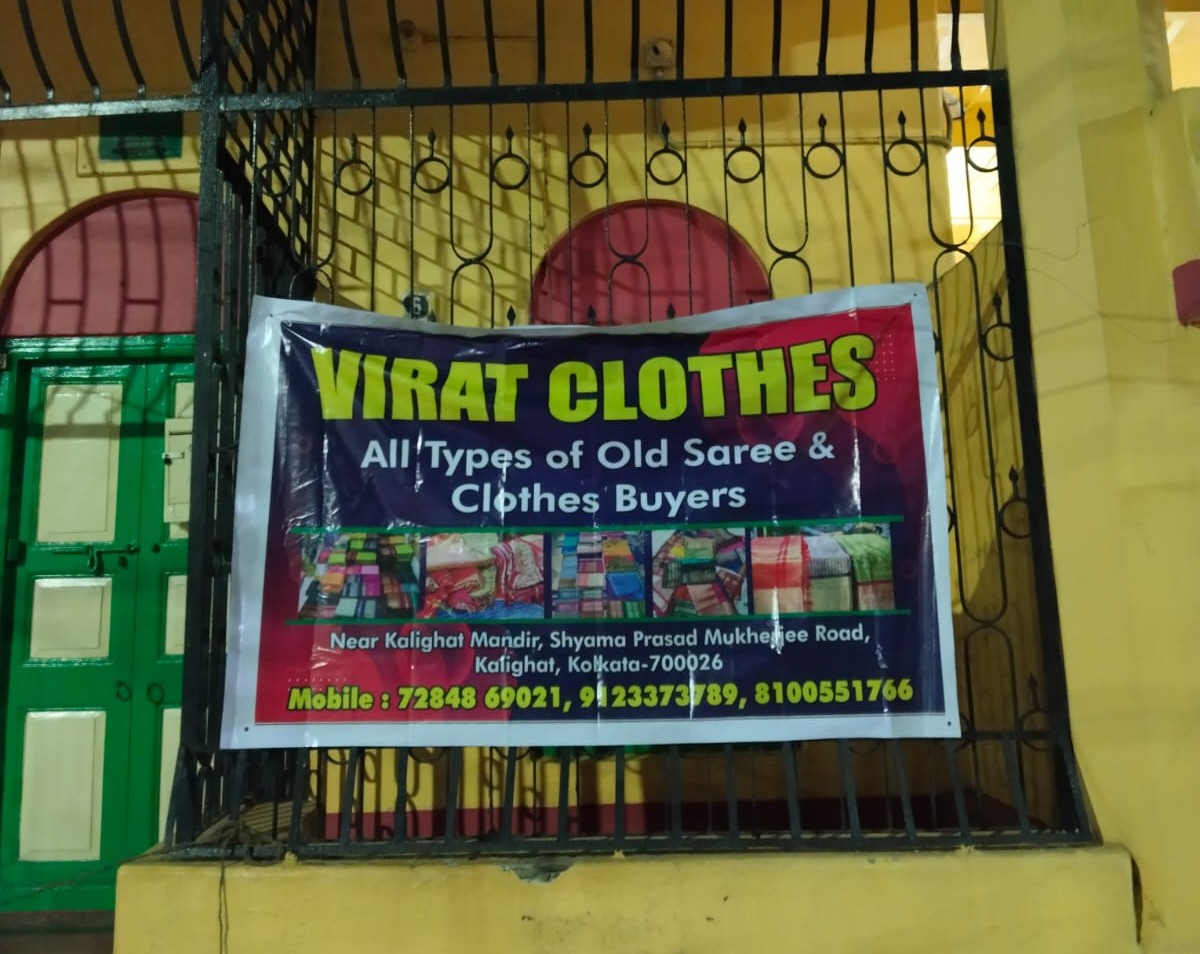 5
VIRAT CLOTHES
All Types of Old Saree &
Clothes Buyers
Near Kalighat Mandir, Shyama Prasad Mukherjee Road,
Kalighat, Kolkata-700026
Mobile : 72848 69021, 9123373789, 8100551766